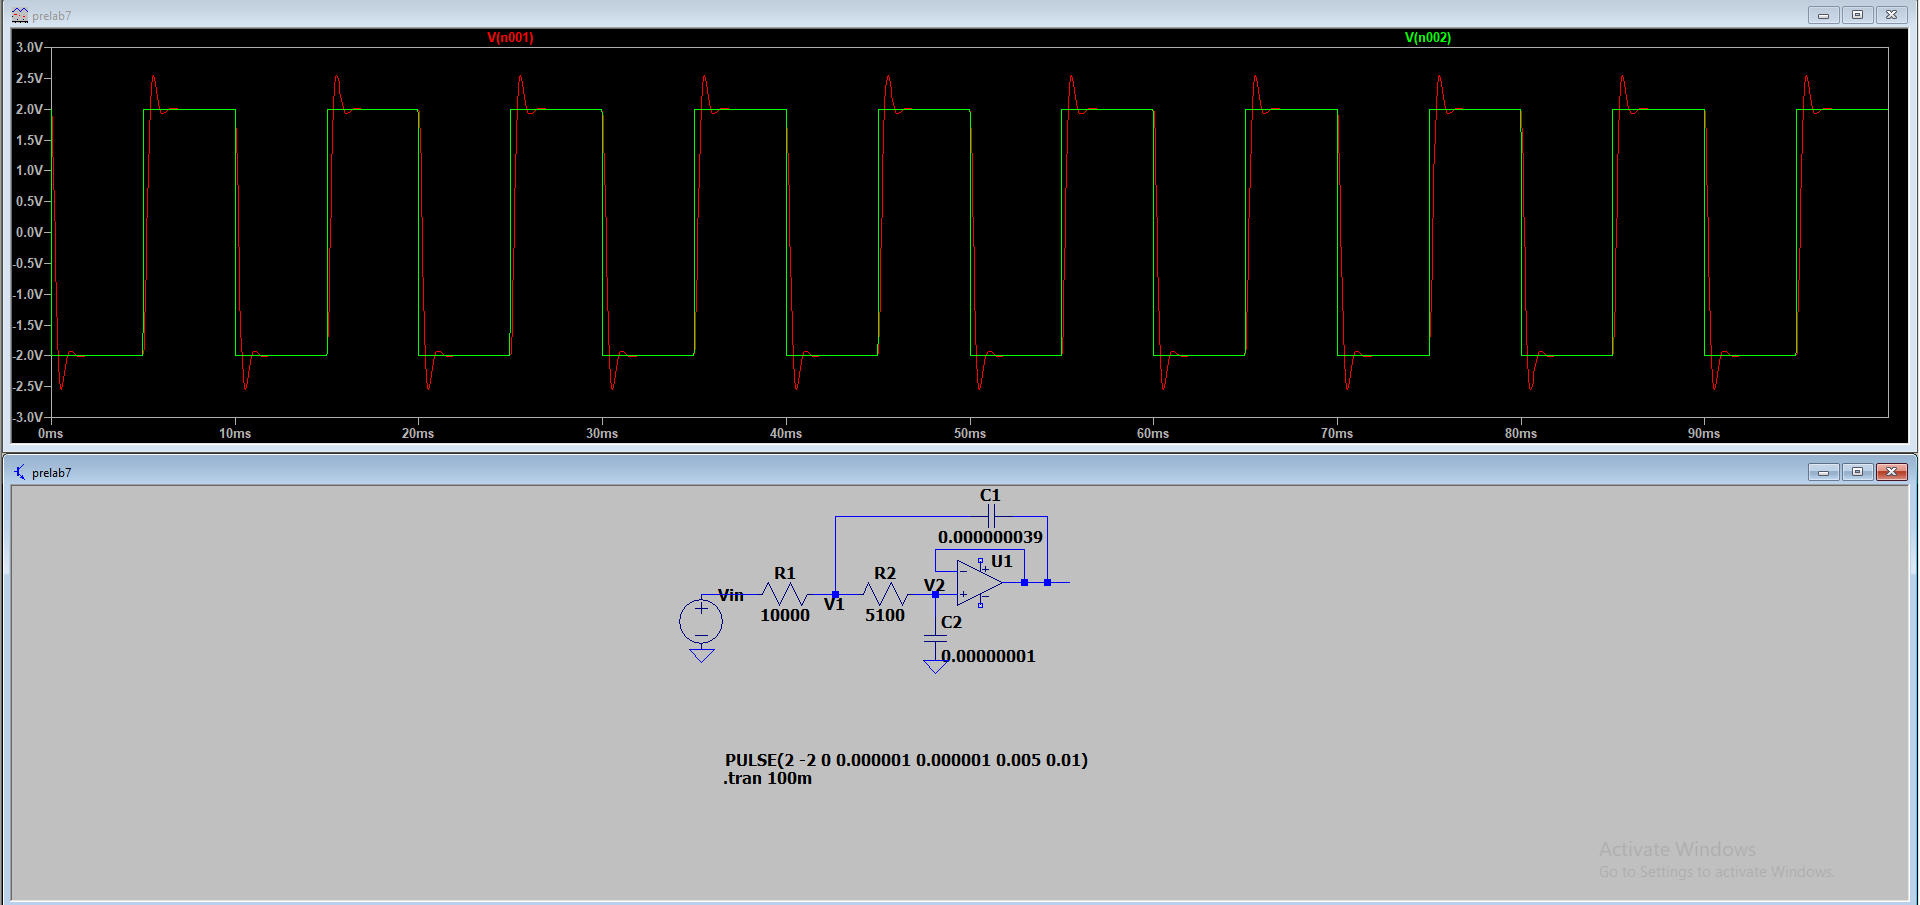 prelab7
V(n001) V(n002)
3.0V
2.5V
2.0V
1.5V
1.0V
0.5V
0.0V
-0.5V
-1.0V
-1.5V
-2.0V
-2.5V
-3.0V
0ms 10ms 20ms 30ms 40ms 50ms 60ms 70ms 80ms 90ms
prelab7
C1
0.000000039
U1
R1 R2
Vin V1 V2
10000 5100
C2
0.00000001
PULSE(2 -2 0 0.000001 0.000001 0.005 0.01)
.tran 100m
Activate Windows
Go to Settings to activate Windows.